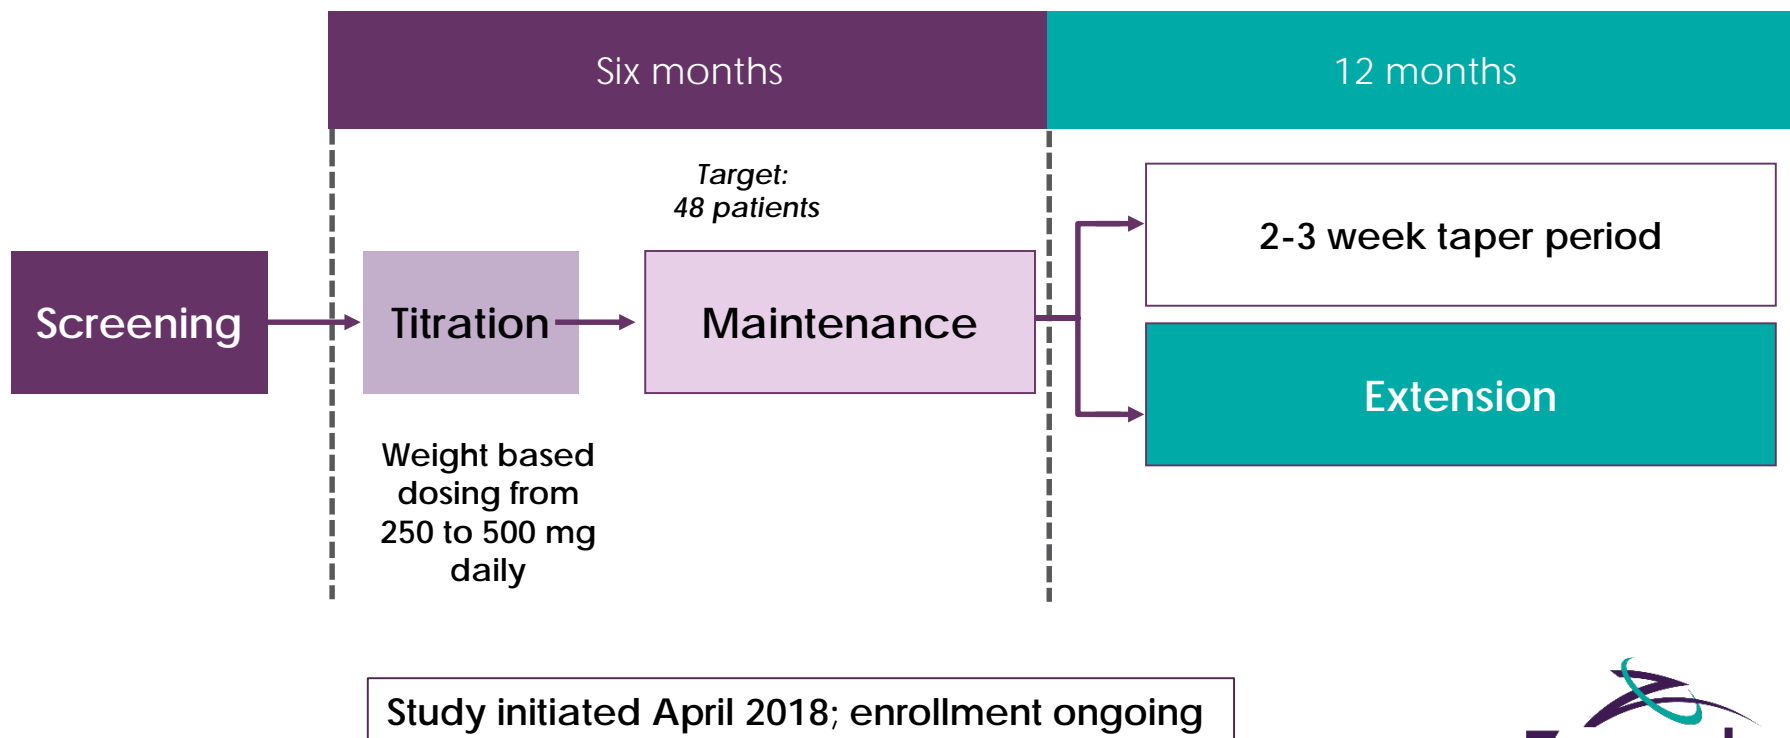 Six months
12 months
Target:
48 patients
2-3 week taper period
Screening
Titration
Maintenance
Extension
Weight based
dosing from
250 to 500 mg
daily
Study initiated April 2018; enrollment ongoing